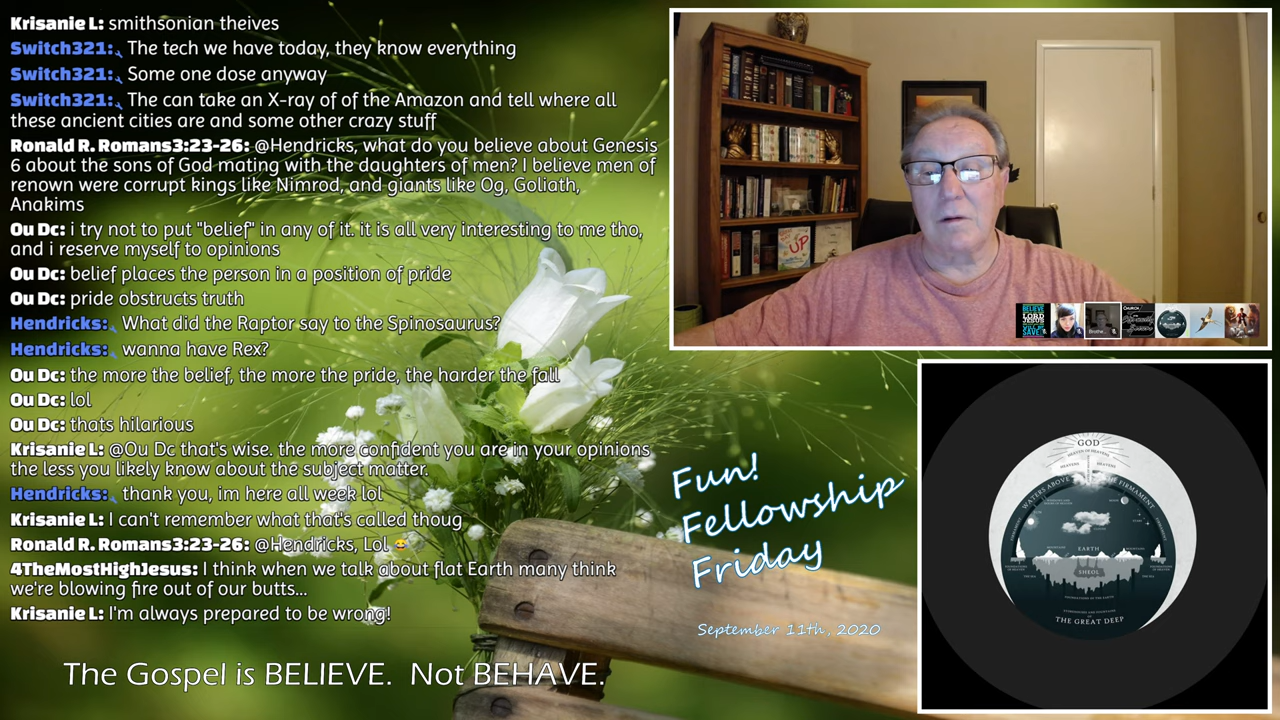 Krisanie L: smithsonian theives
Switch321: The tech we have today, they know everything
Switch321: Some one dose anyway
Switch321: The can take an X-ray of of the Amazon and tell where all
these ancient cities are and some other crazy stuff
Ronald R. Romans3:23-26: @Hendricks, what do you believe about Genesis
6 about the sons of God mating with the daughters of men? I believe men of
renown were corrupt kings like Nimrod, and giants like Og, Goliath,
Anakims
Ou Dc: i try not to put "belief" in any of it. it is all very interesting to me tho,
and i reserve myself to opinions
Ou Dc: belief places the person in a position of pride
Ou Dc: pride obstructs truth
Hendricks: What did the Raptor say to the Spinosaurus?
Hendricks: wanna have Rex?
Ou Dc: the more the belief, the more the pride, the harder the fall
Ou Dc: lol
Ou Dc: thats hilarious
Krisanie L: @Ou Dc that's wise. the more confident you are in your opinions
the less you likely know about the subject matter.
Hendricks: thank you, im here all week lol
Krisanie L: I can't remember what that's called thoug
Ronald R. Romans3:23-26: @Hendricks, Lol
4TheMostHighJesus: I think when we talk about flat Earth many think
we're blowing fire out of our butts...
Krisanie L: I'm always prepared to be wrong!
The Gospel is BELIEVE. Not BEHAVE.
Fun!
Fellowship
Friday
September 11th, 2020
UP
BELIEVE
LORD
JESUS
SAVE
CHURCH
GOD
HEAVEN OF HEAVENS
HEAVENS
HEAVENS
WATERS ABOVE THE FIRMAMENT
EARTH
SHEOL
THE GREAT DEEP